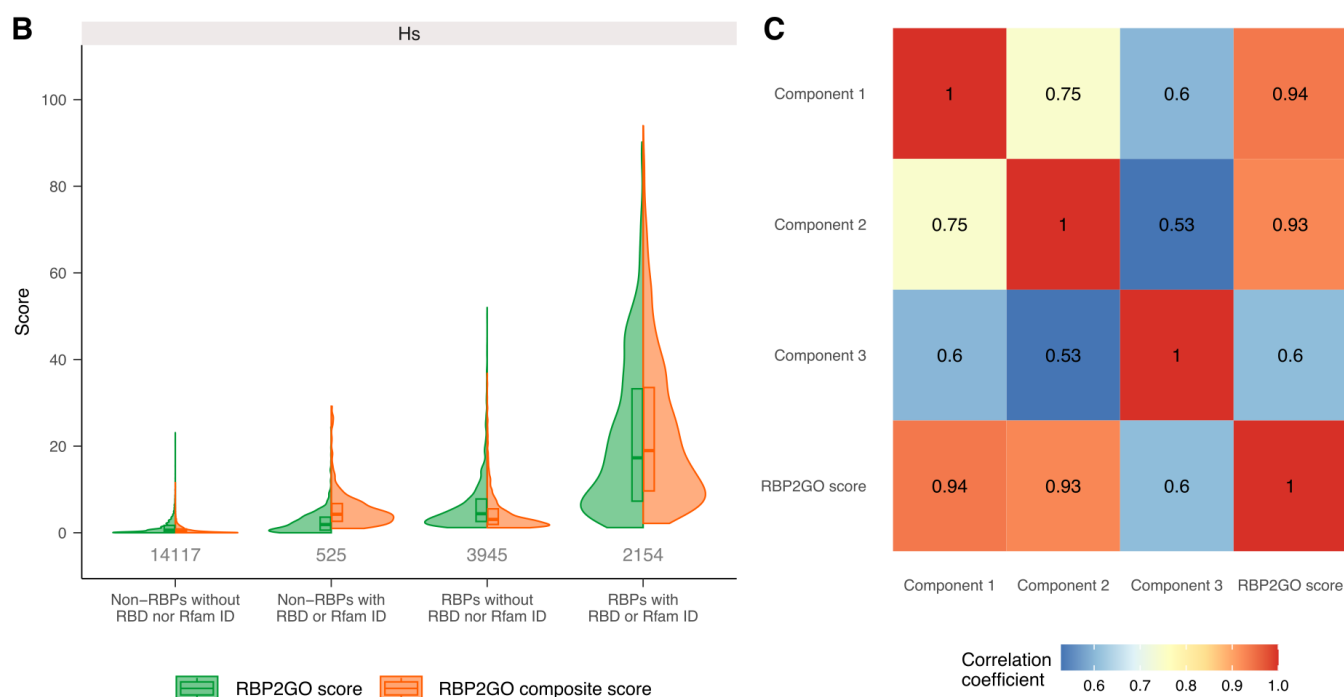 B
Hs
Score
100
80
60
40
20
0
14117 525 3945 2154
Non−RBPs without
RBD nor Rfam ID
Non−RBPs with
RBD or Rfam ID
RBPs without
RBD nor Rfam ID
RBPs with
RBD or Rfam ID
RBP2GO score
RBP2GO composite score
C
Component 1 1 0.75 0.6 0.94
Component 2 0.75 1 0.53 0.93
Component 3 0.6 0.53 1 0.6
RBP2GO score 0.94 0.93 0.6 1
Component 1 Component 2 Component 3 RBP2GO score
Correlation
coefficient
0.6 0.7 0.8 0.9 1.0